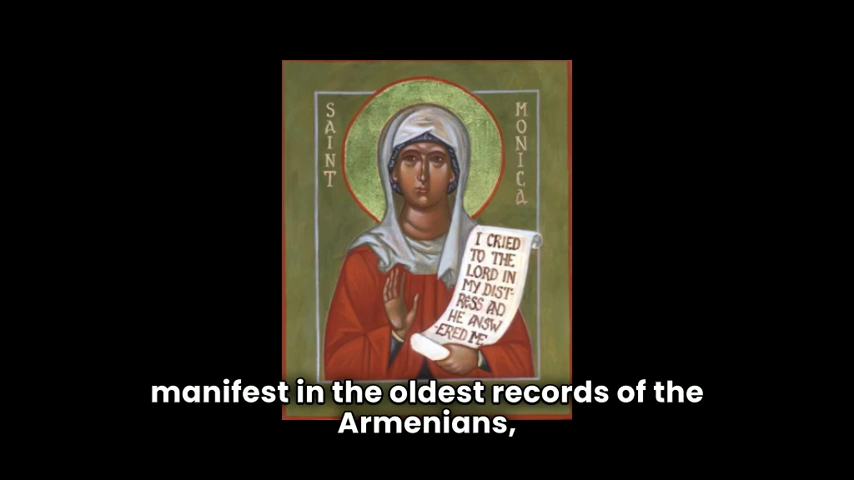 SAINT
MONICA
I CRIED
TO THE
LORD IN
MY DIST-
RESS AND
HE ANSW
-ERED ME
manifest in the oldest records of the
Armenians,